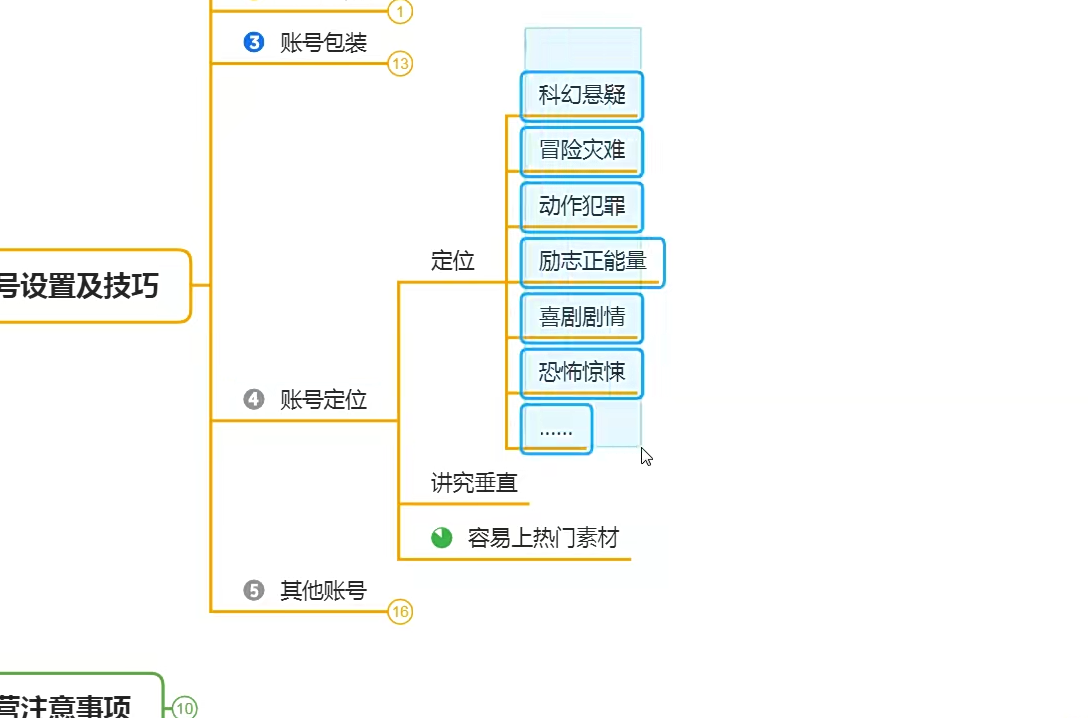 1
3 账号包装
13
科幻悬疑
冒险灾难
动作犯罪
定位
励志正能量
号设置及技巧
喜剧剧情
恐怖惊悚
4 账号定位
......
讲究垂直
容易上热门素材
5 其他账号
16
营注意事项
10